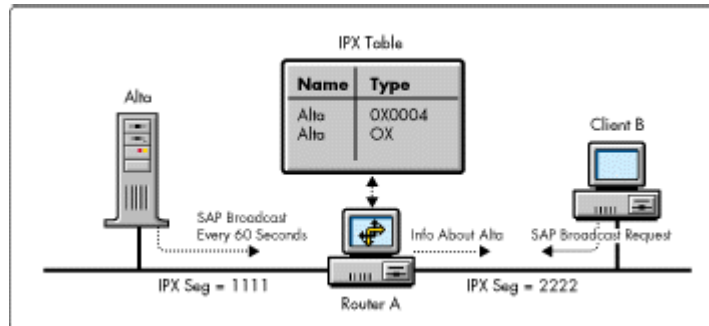 IPX Table
Name Type
Alta 0X0004
Alta OX
Alta
Client B
SAP Broadcast
Every 60 Seconds
Info About Alta
SAP Broadcast Request
IPX Seg = 1111
Router A
IPX Seg = 2222